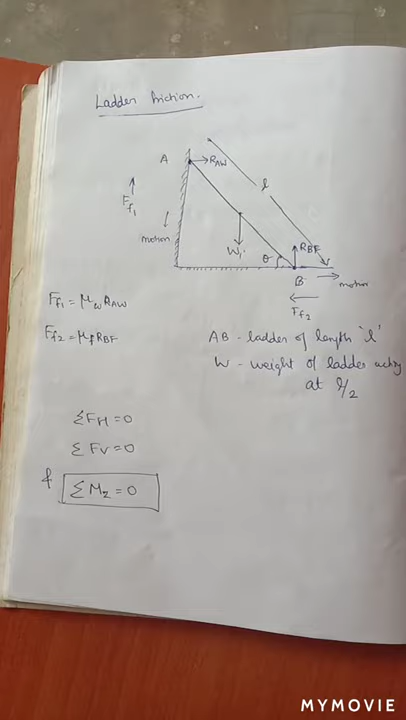 Ladder friction.
A
RAW
l
Ff1
motion
W1
RBF
θ
B
motion
Ff2
Ff1 = μw RAW
Ff2 = μf RBF
AB - ladder of length 'l'
W - weight of ladder acting
at l/2
ΣFH = 0
ΣFV = 0
& ΣMz = 0
MYMOVIE